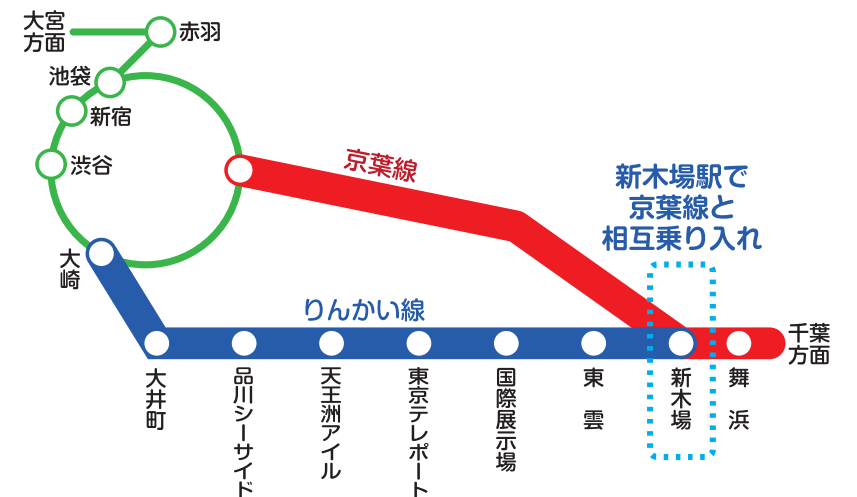 大宮
方面
赤羽
池袋
新宿
渋谷
大崎
京葉線
新木場駅で
京葉線と
相互乗り入れ
りんかい線
千葉
方面
大井町
品川シーサイド
天王洲アイル
東京テレポート
国際展示場
東雲
新木場
舞浜